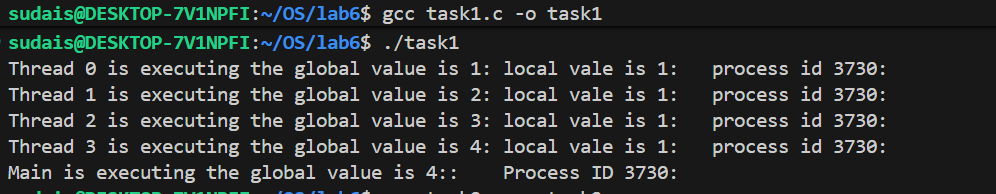 sudais@DESKTOP-7V1NPFI:~/OS/lab6$ gcc task1.c -o task1
sudais@DESKTOP-7V1NPFI:~/OS/lab6$ ./task1
Thread 0 is executing the global value is 1: local vale is 1:   process id 3730:
Thread 1 is executing the global value is 2: local vale is 1:   process id 3730:
Thread 2 is executing the global value is 3: local vale is 1:   process id 3730:
Thread 3 is executing the global value is 4: local vale is 1:   process id 3730:
Main is executing the global value is 4::    Process ID 3730: